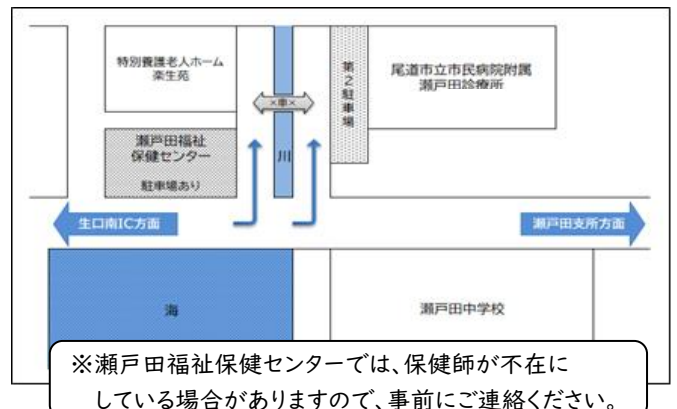 特別養護老人ホーム
楽生苑
第2駐車場
尾道市立市民病院附属
瀬戸田診療所
×車×
瀬戸田福祉
保健センター
駐車場あり
川
生口南IC方面
瀬戸田支所方面
海
瀬戸田中学校
※瀬戸田福祉保健センターでは、保健師が不在に
している場合がありますので、事前にご連絡ください。